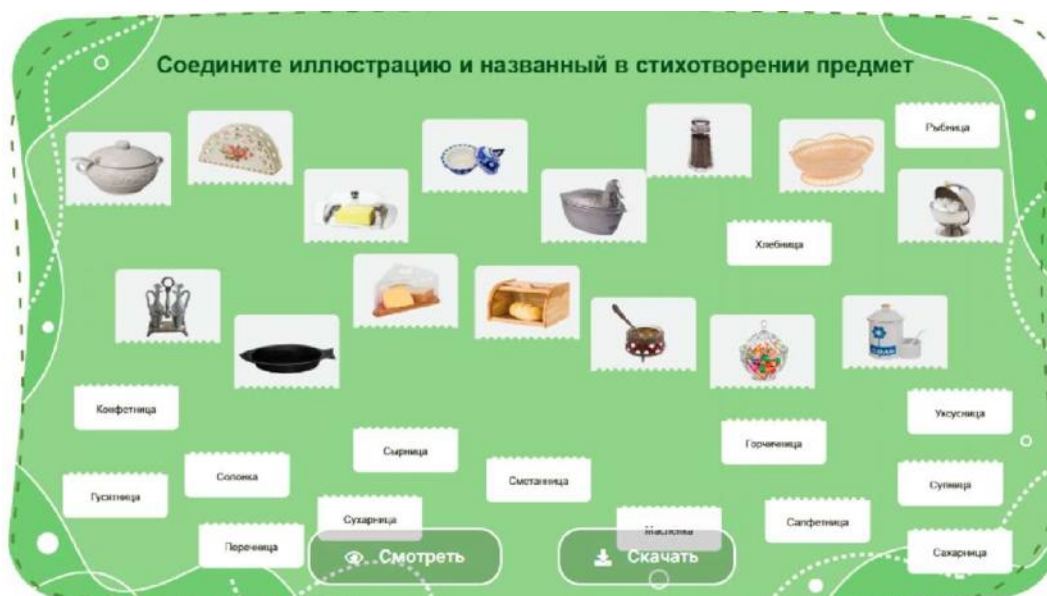 Соедините иллюстрацию и названный в стихотворении предмет
Рыбница
Хлебница
Конфетница
Уксусница
Горчичница
Сырница
Солонка
Сметанница
Супница
Гусятница
Сухарница
Салфетница
Масленка
Перечница
Сахарница
Смотреть
Скачать